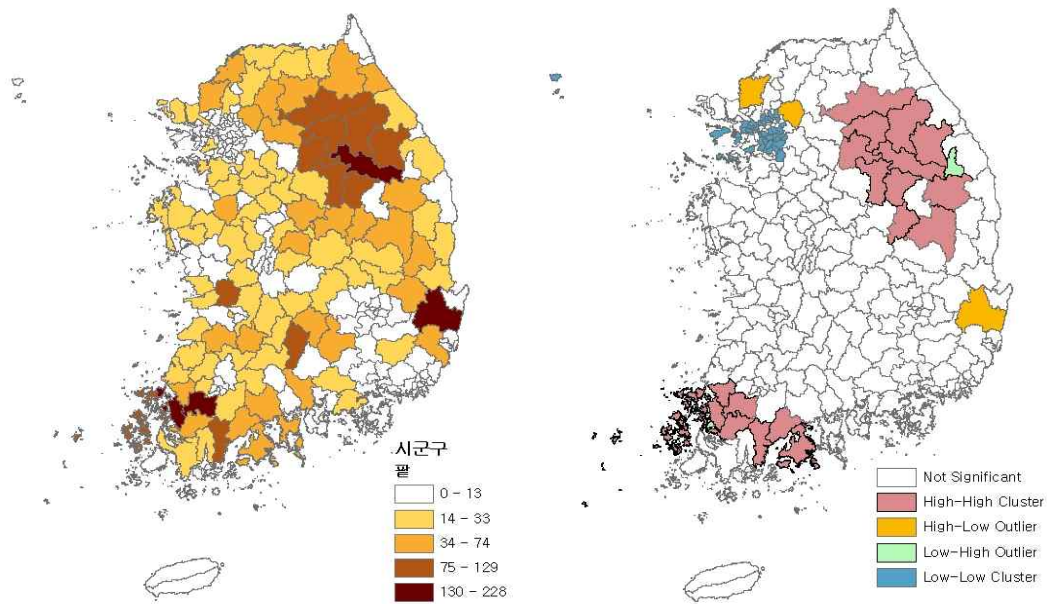 시군구
팥
0 - 13
14 - 33
34 - 74
75 - 129
130 - 228
Not Significant
High-High Cluster
High-Low Outlier
Low-High Outlier
Low-Low Cluster